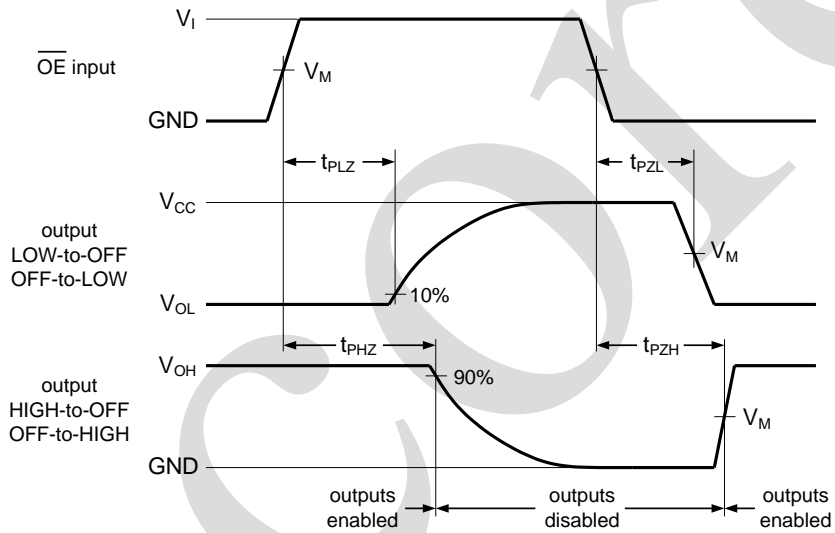 V_I
OE input
V_M
GND
t_PLZ
t_PZL
V_CC
output
LOW-to-OFF
OFF-to-LOW
V_M
10%
V_OL
t_PHZ
t_PZH
V_OH
90%
output
HIGH-to-OFF
OFF-to-HIGH
V_M
GND
outputs
enabled
outputs
disabled
outputs
enabled